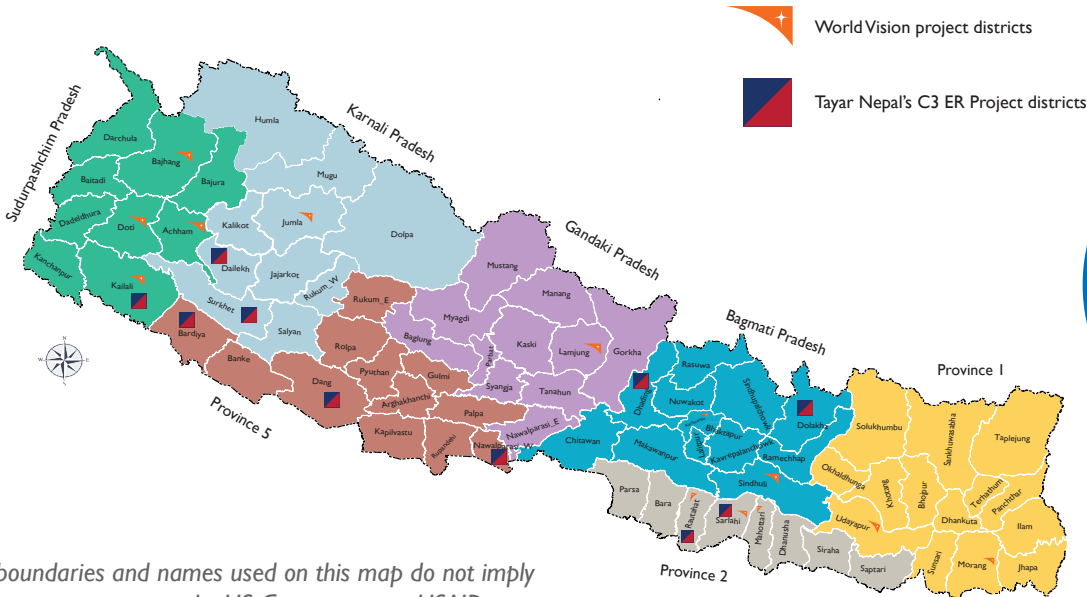 World Vision project districts
Tayar Nepal's C3 ER Project districts
Sudurpashchim Pradesh
Karnali Pradesh
Gandaki Pradesh
Bagmati Pradesh
Province 1
Province 5
Province 2
Darchula
Bajhang
Baitadi
Bajura
Dadeldhura
Doti
Achham
Kanchanpur
Kailali
Humla
Mugu
Kalikot
Jumla
Dolpa
Dailekh
Jajarkot
Rukum_W
Surkhet
Salyan
Rukum_E
Bardiya
Banke
Rolpa
Pyuthan
Dang
Gulmi
Arghakhanchi
Palpa
Kapilvastu
Rupandehi
Nawalparasi_W
Mustang
Manang
Myagdi
Baglung
Parbat
Kaski
Lamjung
Gorkha
Syangja
Tanahun
Nawalparasi_E
Rasuwa
Dhading
Nuwakot
Sindhupalchowk
Dolakha
Bhaktapur
Lalitpur
Kavrepalanchowk
Ramechhap
Chitawan
Makawanpur
Sindhuli
Parsa
Bara
Rautahat
Sarlahi
Mahottari
Dhanusha
Siraha
Saptari
Solukhumbu
Sankhuwasabha
Taplejung
Okhaldhunga
Khotang
Bhojpur
Terhathum
Panchthar
Dhankuta
Ilam
Udayapur
Sunsari
Morang
Jhapa
W
E
boundaries and names used on this map do not imply